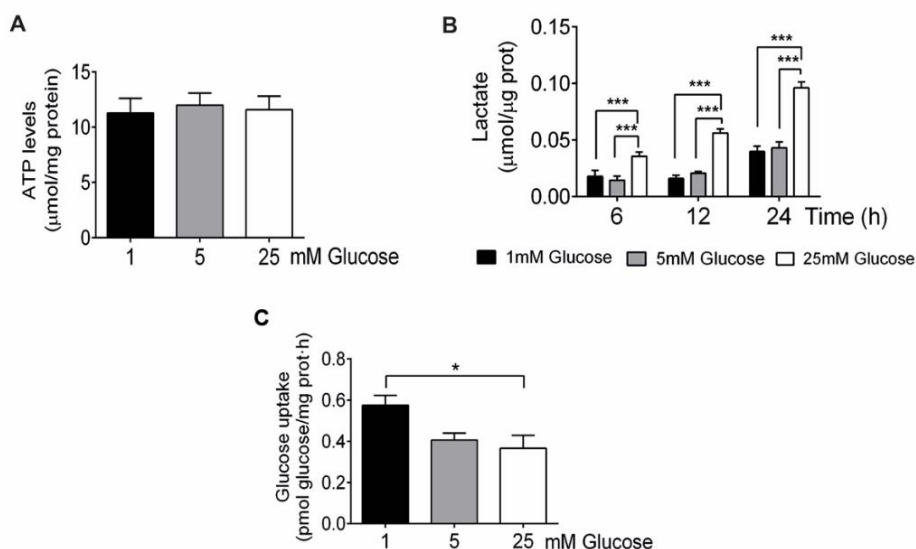 A
ATP levels
(μmol/mg protein)
15
10
5
0
1 5 25 mM Glucose
B
Lactate
(μmol/μg prot)
0.15
0.10
0.05
0.00
*** *** ***
*** *** ***
6 12 24 Time (h)
1mM Glucose 5mM Glucose 25mM Glucose
C
Glucose uptake
(pmol glucose/mg prot·h)
0.8
0.6
0.4
0.2
0.0
*
1 5 25 mM Glucose